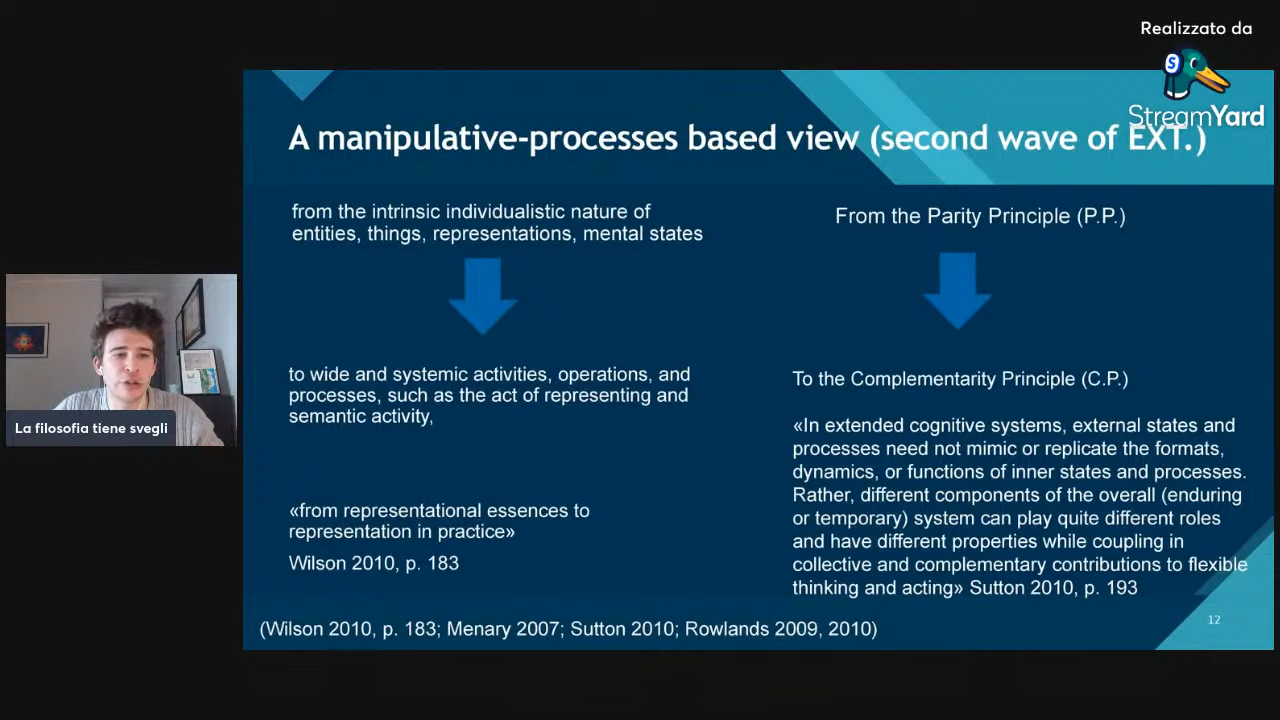 Realizzato da
StreamYard
A manipulative-processes based view (second wave of EXT.)
from the intrinsic individualistic nature of
entities, things, representations, mental states
to wide and systemic activities, operations, and
processes, such as the act of representing and
semantic activity,
«from representational essences to
representation in practice»
Wilson 2010, p. 183
From the Parity Principle (P.P.)
To the Complementarity Principle (C.P.)
«In extended cognitive systems, external states and
processes need not mimic or replicate the formats,
dynamics, or functions of inner states and processes.
Rather, different components of the overall (enduring
or temporary) system can play quite different roles
and have different properties while coupling in
collective and complementary contributions to flexible
thinking and acting» Sutton 2010, p. 193
(Wilson 2010, p. 183; Menary 2007; Sutton 2010; Rowlands 2009, 2010)
12
La filosofia tiene svegli